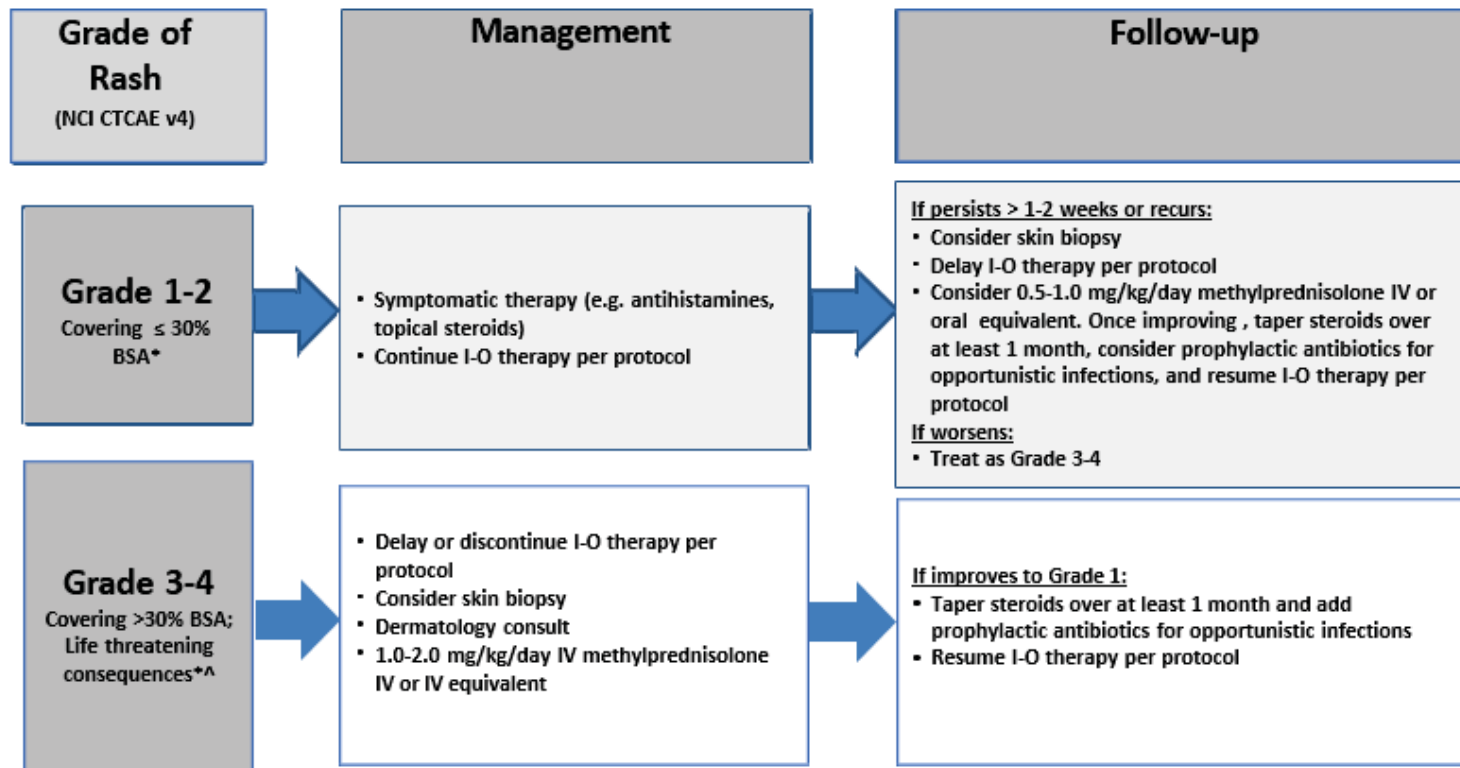 Grade of
Rash
(NCI CTCAE v4)
Management
Follow-up
Grade 1-2
Covering ≤ 30%
BSA*
• Symptomatic therapy (e.g. antihistamines,
topical steroids)
• Continue I-O therapy per protocol
If persists > 1-2 weeks or recurs:
• Consider skin biopsy
• Delay I-O therapy per protocol
• Consider 0.5-1.0 mg/kg/day methylprednisolone IV or
oral equivalent. Once improving , taper steroids over
at least 1 month, consider prophylactic antibiotics for
opportunistic infections, and resume I-O therapy per
protocol
If worsens:
• Treat as Grade 3-4
Grade 3-4
Covering >30% BSA;
Life threatening
consequences*^
• Delay or discontinue I-O therapy per
protocol
• Consider skin biopsy
• Dermatology consult
• 1.0-2.0 mg/kg/day IV methylprednisolone
IV or IV equivalent
If improves to Grade 1:
• Taper steroids over at least 1 month and add
prophylactic antibiotics for opportunistic infections
• Resume I-O therapy per protocol